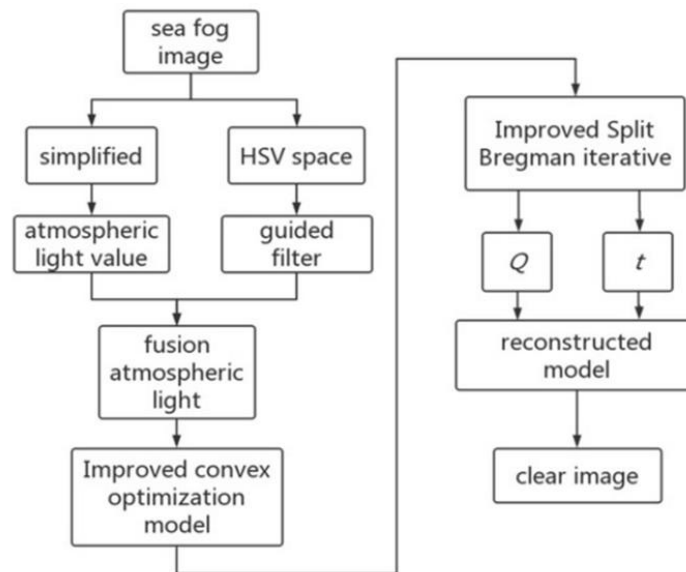 sea fog
image
simplified
HSV space
atmospheric
light value
guided
filter
fusion
atmospheric
light
Improved convex
optimization
model
Improved Split
Bregman iterative
Q
t
reconstructed
model
clear image